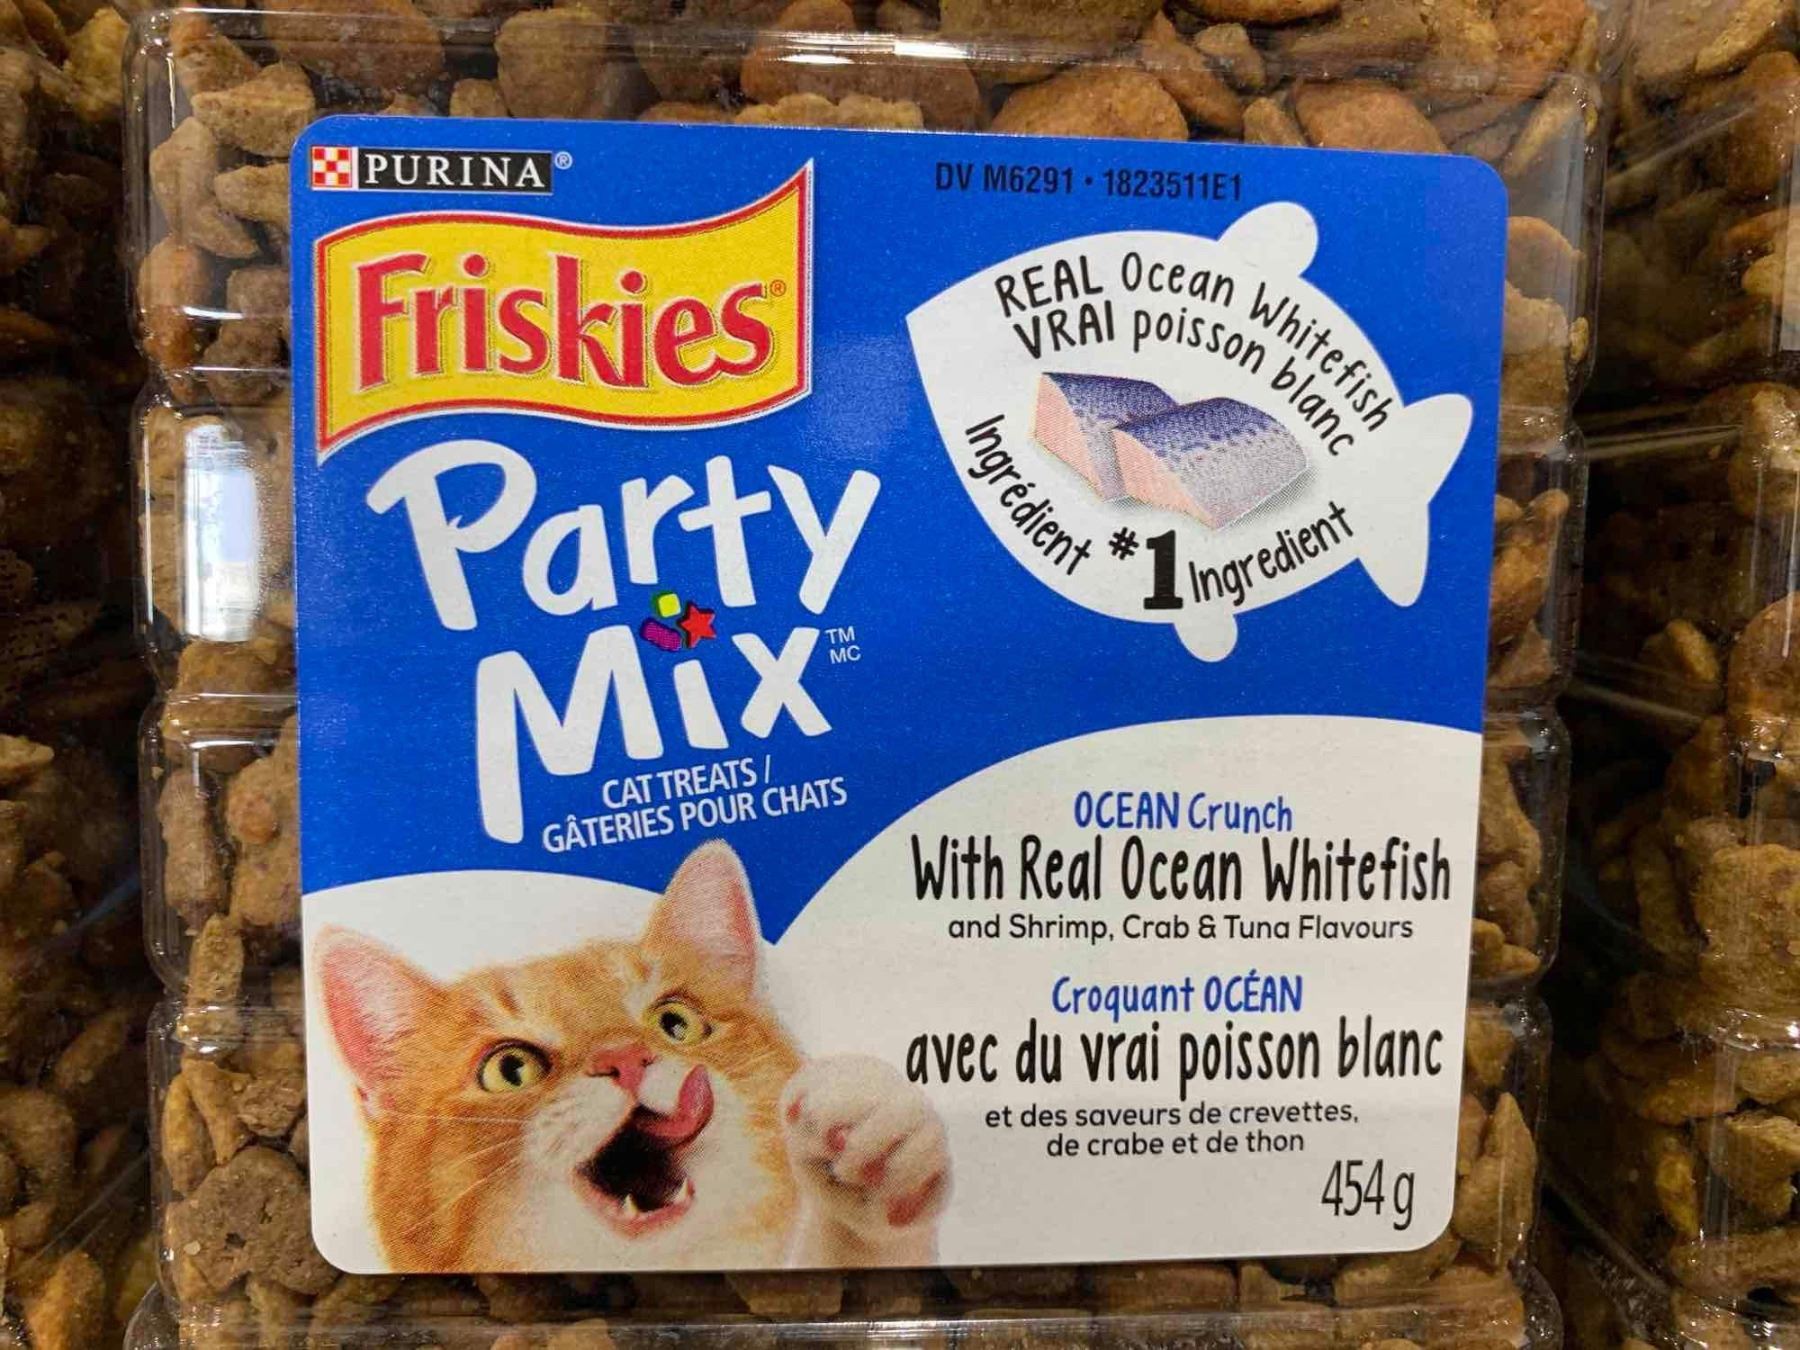 PURINA®
DV M6291 • 1823511E1
Friskies®
Party
Mix™
MC
CAT TREATS /
GÂTERIES POUR CHATS
REAL Ocean Whitefish
VRAI poisson blanc
Ingrédient #1 Ingredient
OCEAN Crunch
With Real Ocean Whitefish
and Shrimp, Crab & Tuna Flavours
Croquant OCÉAN
avec du vrai poisson blanc
et des saveurs de crevettes,
de crabe et de thon
454 g